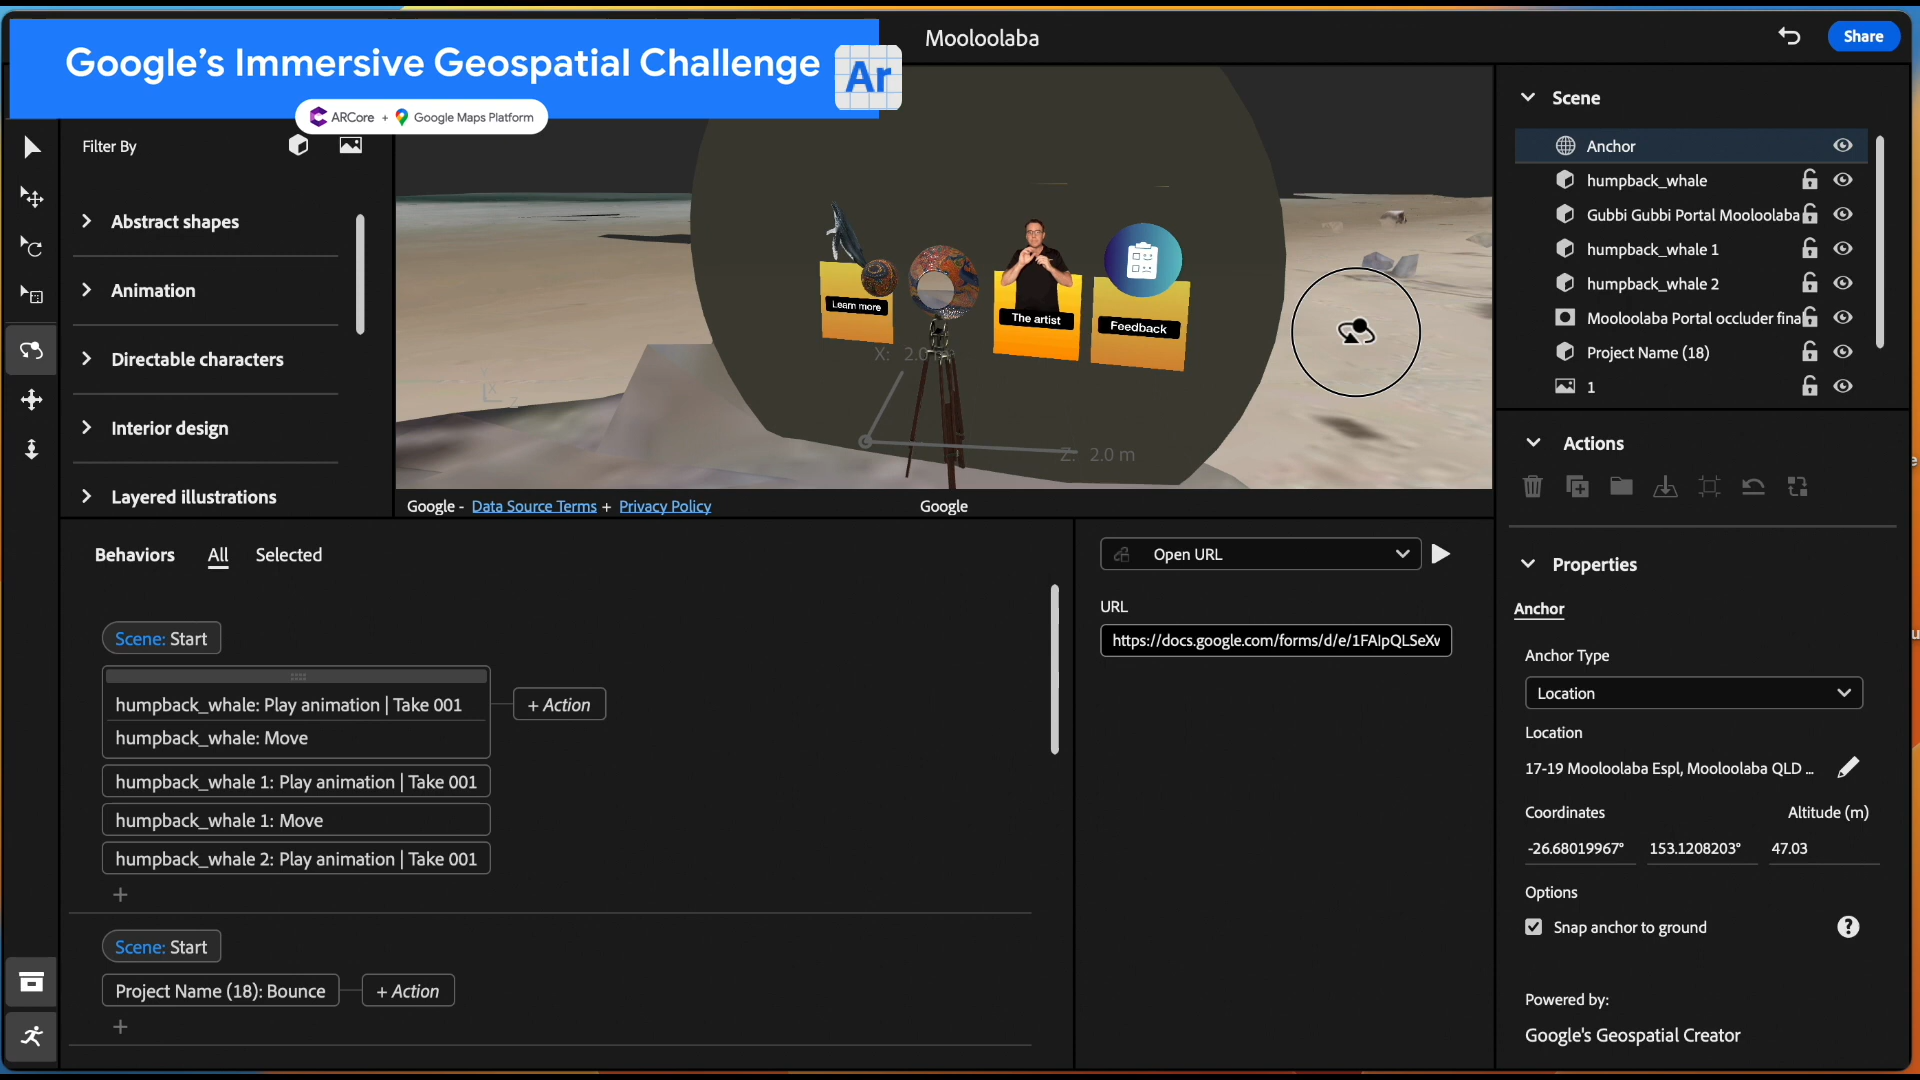 Google's Immersive Geospatial Challenge
Ar
ARCore + Google Maps Platform
Mooloolaba
Share
Filter By
Abstract shapes
Animation
Directable characters
Interior design
Layered illustrations
Learn more
The artist
Feedback
X: 2.0 m
Z: 2.0 m
X
Z
Google - Data Source Terms + Privacy Policy
Google
Scene
Anchor
humpback_whale
Gubbi Gubbi Portal Mooloolaba
humpback_whale 1
humpback_whale 2
Mooloolaba Portal occluder fina
Project Name (18)
1
Actions
Properties
Anchor
Anchor Type
Location
Location
17-19 Mooloolaba Espl, Mooloolaba QLD ...
Coordinates Altitude (m)
-26.68019967° 153.1208203° 47.03
Options
Snap anchor to ground
?
Powered by:
Google's Geospatial Creator
Behaviors All Selected
Scene: Start
humpback_whale: Play animation | Take 001
+ Action
humpback_whale: Move
humpback_whale 1: Play animation | Take 001
humpback_whale 1: Move
humpback_whale 2: Play animation | Take 001
+
Scene: Start
Project Name (18): Bounce
+ Action
+
Open URL
URL
https://docs.google.com/forms/d/e/1FAIpQLSeXv